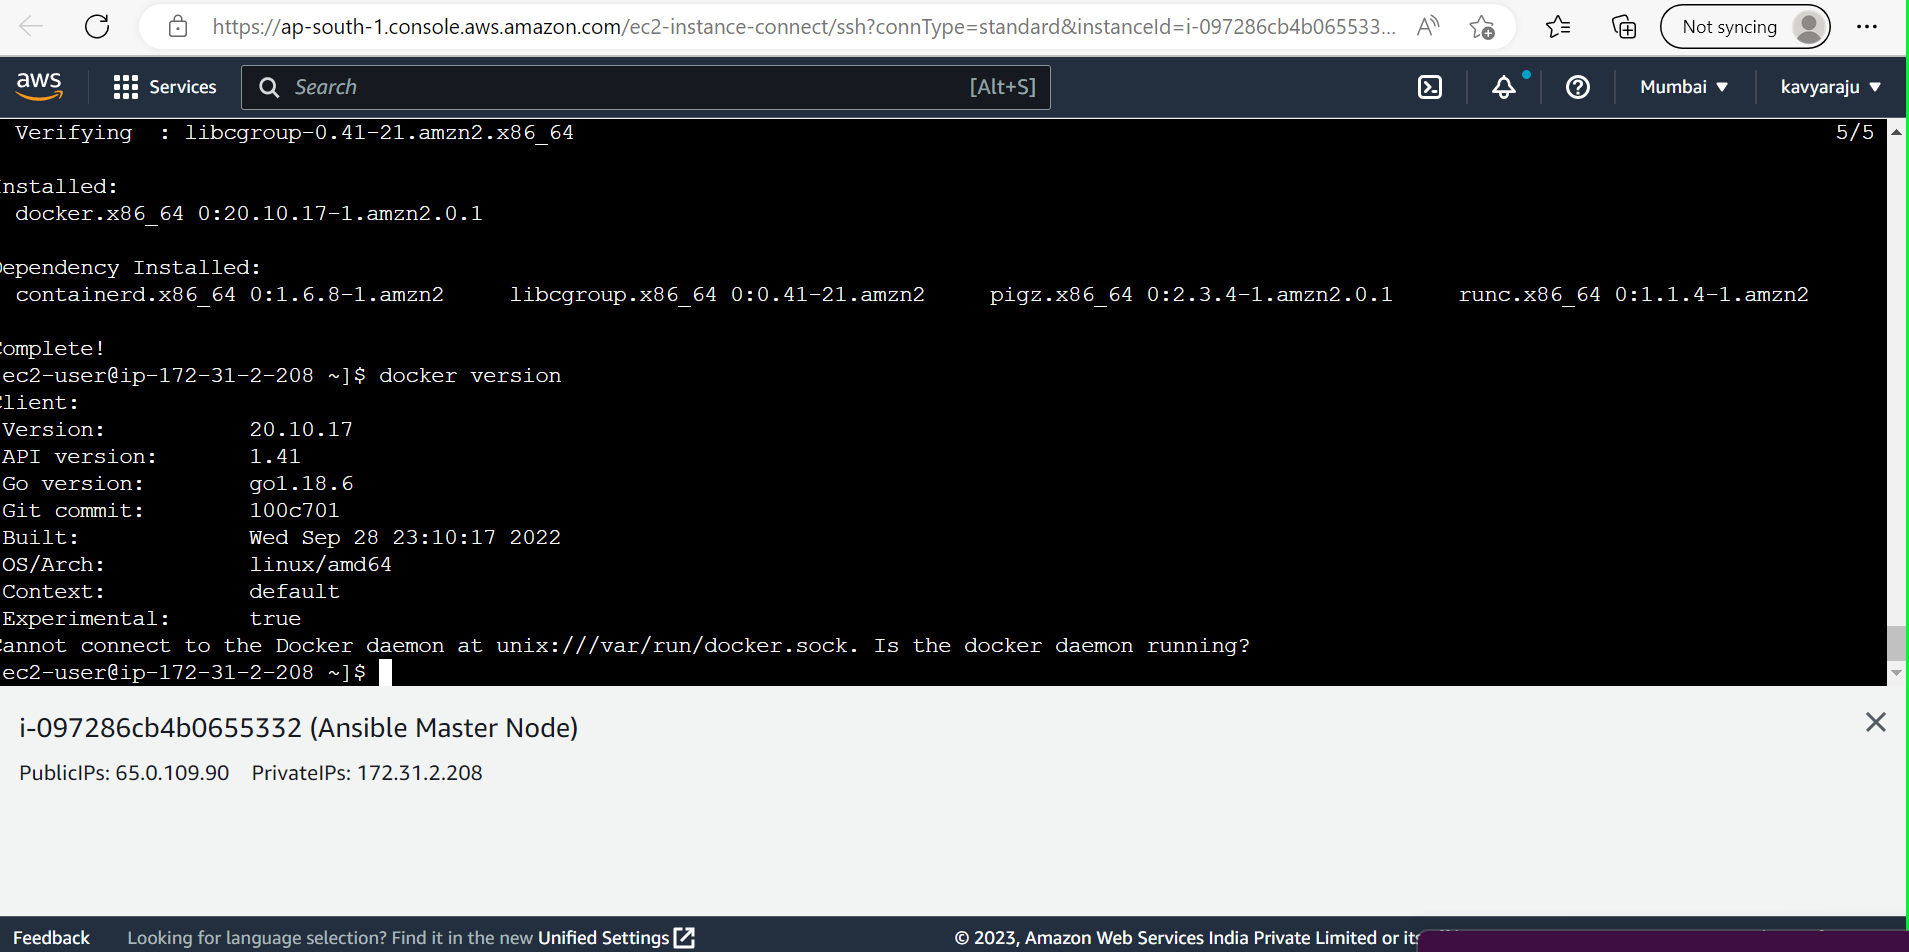 https://ap-south-1.console.aws.amazon.com/ec2-instance-connect/ssh?connType=standard&instanceId=i-097286cb4b065533...
Not syncing
aws
Services
Search
[Alt+S]
Mumbai
kavyaraju
Verifying : libcgroup-0.41-21.amzn2.x86_64 5/5
nstalled:
docker.x86_64 0:20.10.17-1.amzn2.0.1
ependency Installed:
containerd.x86_64 0:1.6.8-1.amzn2 libcgroup.x86_64 0:0.41-21.amzn2 pigz.x86_64 0:2.3.4-1.amzn2.0.1 runc.x86_64 0:1.1.4-1.amzn2
omplete!
ec2-user@ip-172-31-2-208 ~]$ docker version
lient:
Version: 20.10.17
API version: 1.41
Go version: go1.18.6
Git commit: 100c701
Built: Wed Sep 28 23:10:17 2022
OS/Arch: linux/amd64
Context: default
Experimental: true
annot connect to the Docker daemon at unix:///var/run/docker.sock. Is the docker daemon running?
ec2-user@ip-172-31-2-208 ~]$
i-097286cb4b0655332 (Ansible Master Node)
PublicIPs: 65.0.109.90 PrivateIPs: 172.31.2.208
Feedback
Looking for language selection? Find it in the new Unified Settings
© 2023, Amazon Web Services India Private Limited or its